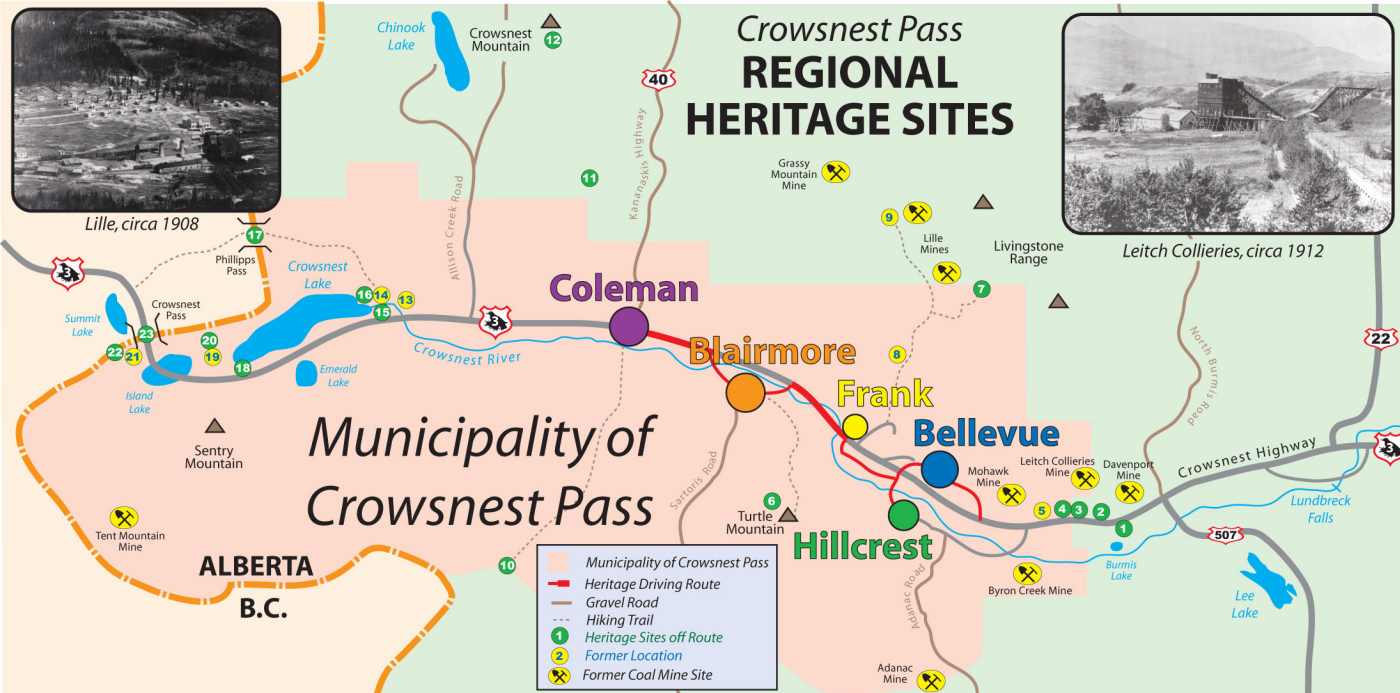 Crowsnest Pass
REGIONAL
HERITAGE SITES
Lille, circa 1908
Leitch Collieries, circa 1912
Chinook
Lake
Crowsnest
Mountain
12
40
Kananaskis Highway
Allison Creek Road
11
Grassy
Mountain
Mine
9
Lille
Mines
Livingstone
Range
7
8
17
Phillipps
Pass
3
Crowsnest
Lake
16
14
13
15
Summit
Lake
Crowsnest
Pass
23
22
21
20
19
18
Island
Lake
Emerald
Lake
3
Crowsnest River
Coleman
Blairmore
Frank
Bellevue
Hillcrest
Municipality of
Crowsnest Pass
Sentry
Mountain
Tent Mountain
Mine
ALBERTA
B.C.
10
Sartoris Road
6
Turtle
Mountain
Mohawk
Mine
Leitch Collieries
Mine
Davenport
Mine
5
4
3
2
1
Burmis
Lake
Byron Creek Mine
Adanac Road
Adanac
Mine
North Burmis Road
Crowsnest Highway
22
3
507
Lundbreck
Falls
Lee
Lake
Municipality of Crowsnest Pass
Heritage Driving Route
Gravel Road
Hiking Trail
1 Heritage Sites off Route
2 Former Location
Former Coal Mine Site